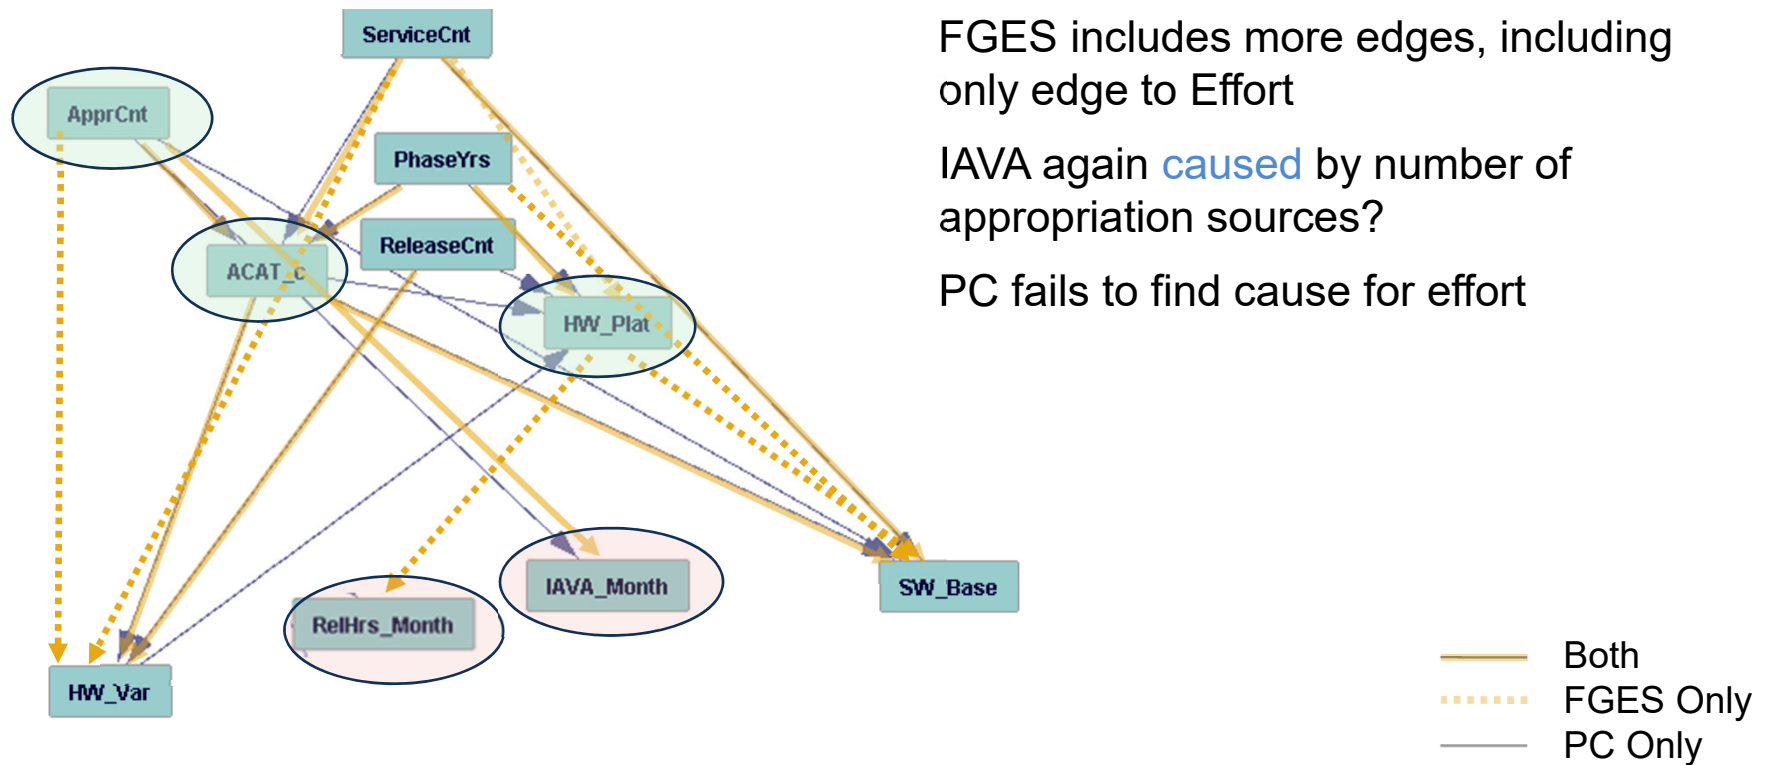 ServiceCnt
ApprCnt
PhaseYrs
ReleaseCnt
ACAT_c
HW_Plat
IAVA_Month
SW_Base
RelHrs_Month
HW_Var
FGES includes more edges, including
only edge to Effort
IAVA again caused by number of
appropriation sources?
PC fails to find cause for effort
Both
FGES Only
PC Only